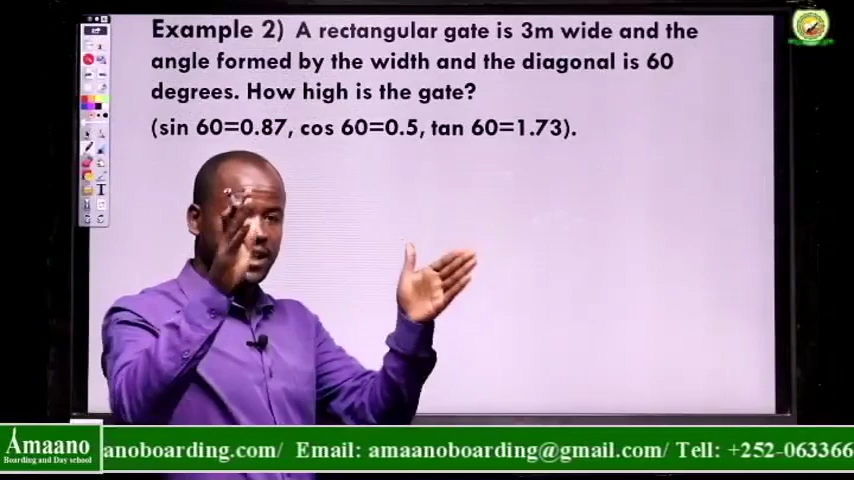 Example 2) A rectangular gate is 3m wide and the
angle formed by the width and the diagonal is 60
degrees. How high is the gate?
(sin 60=0.87, cos 60=0.5, tan 60=1.73).
T
Amaano
Boarding and Day school
anoboarding.com/ Email: amaanoboarding@gmail.com/ Tell: +252-063366